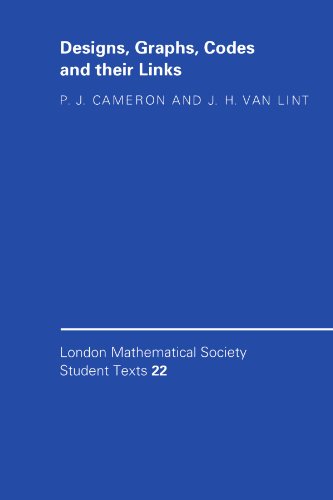 Designs, Graphs, Codes
and their Links
P. J. CAMERON AND J. H. VAN LINT
London Mathematical Society
Student Texts 22